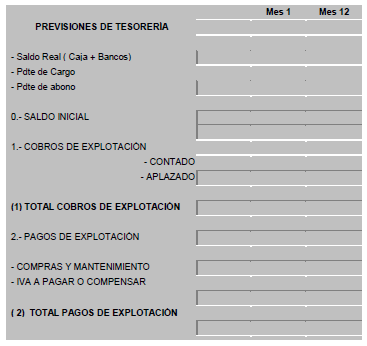 Mes 1 Mes 12
PREVISIONES DE TESORERÍA
- Saldo Real ( Caja + Bancos)
- Pdte de Cargo
- Pdte de abono
0.- SALDO INICIAL
1.- COBROS DE EXPLOTACIÓN
- CONTADO
- APLAZADO
(1) TOTAL COBROS DE EXPLOTACIÓN
2.- PAGOS DE EXPLOTACIÓN
- COMPRAS Y MANTENIMIENTO
- IVA A PAGAR O COMPENSAR
( 2) TOTAL PAGOS DE EXPLOTACIÓN